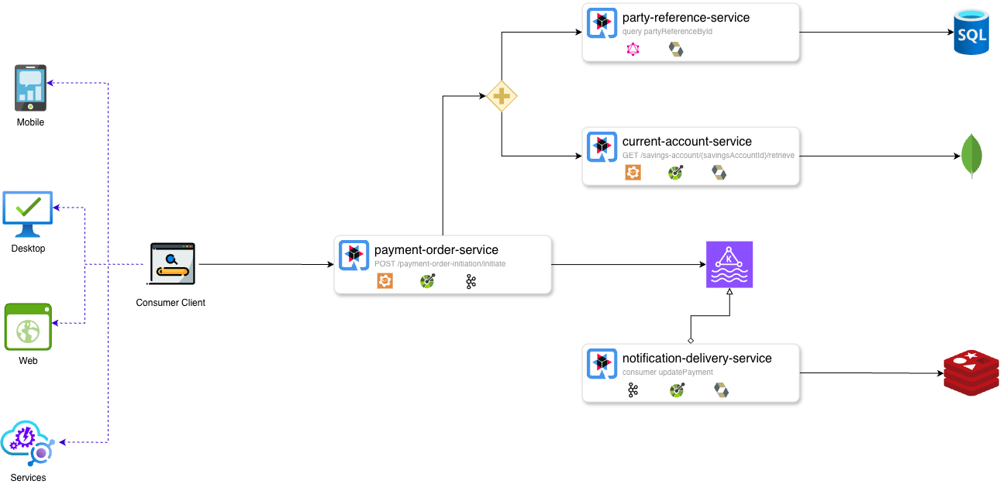 party-reference-service
query partyReferenceById
SQL
Mobile
current-account-service
GET /savings-account/{savingsAccountId}/retrieve
Desktop
payment-order-service
POST /payment-order-initiation/initiate
K
Consumer Client
Web
notification-delivery-service
consumer updatePayment
Services